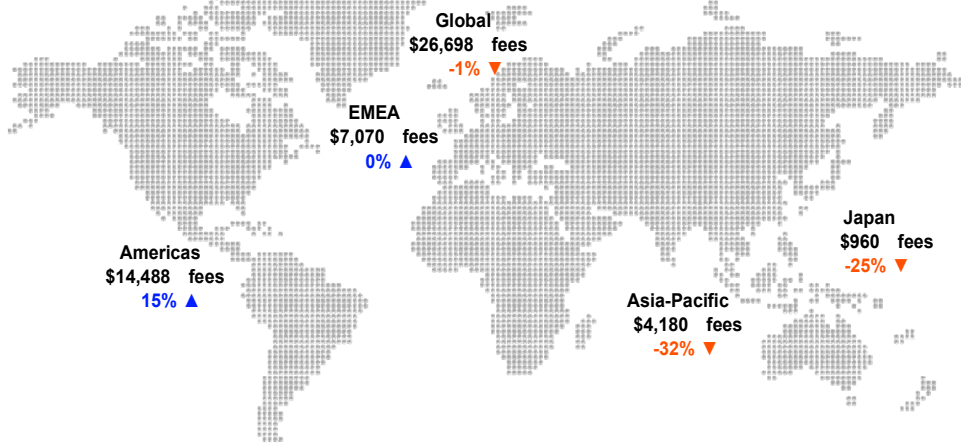 Global
$26,698 fees
-1% ▼
EMEA
$7,070 fees
0% ▲
Japan
$960 fees
-25% ▼
Americas
$14,488 fees
15% ▲
Asia-Pacific
$4,180 fees
-32% ▼